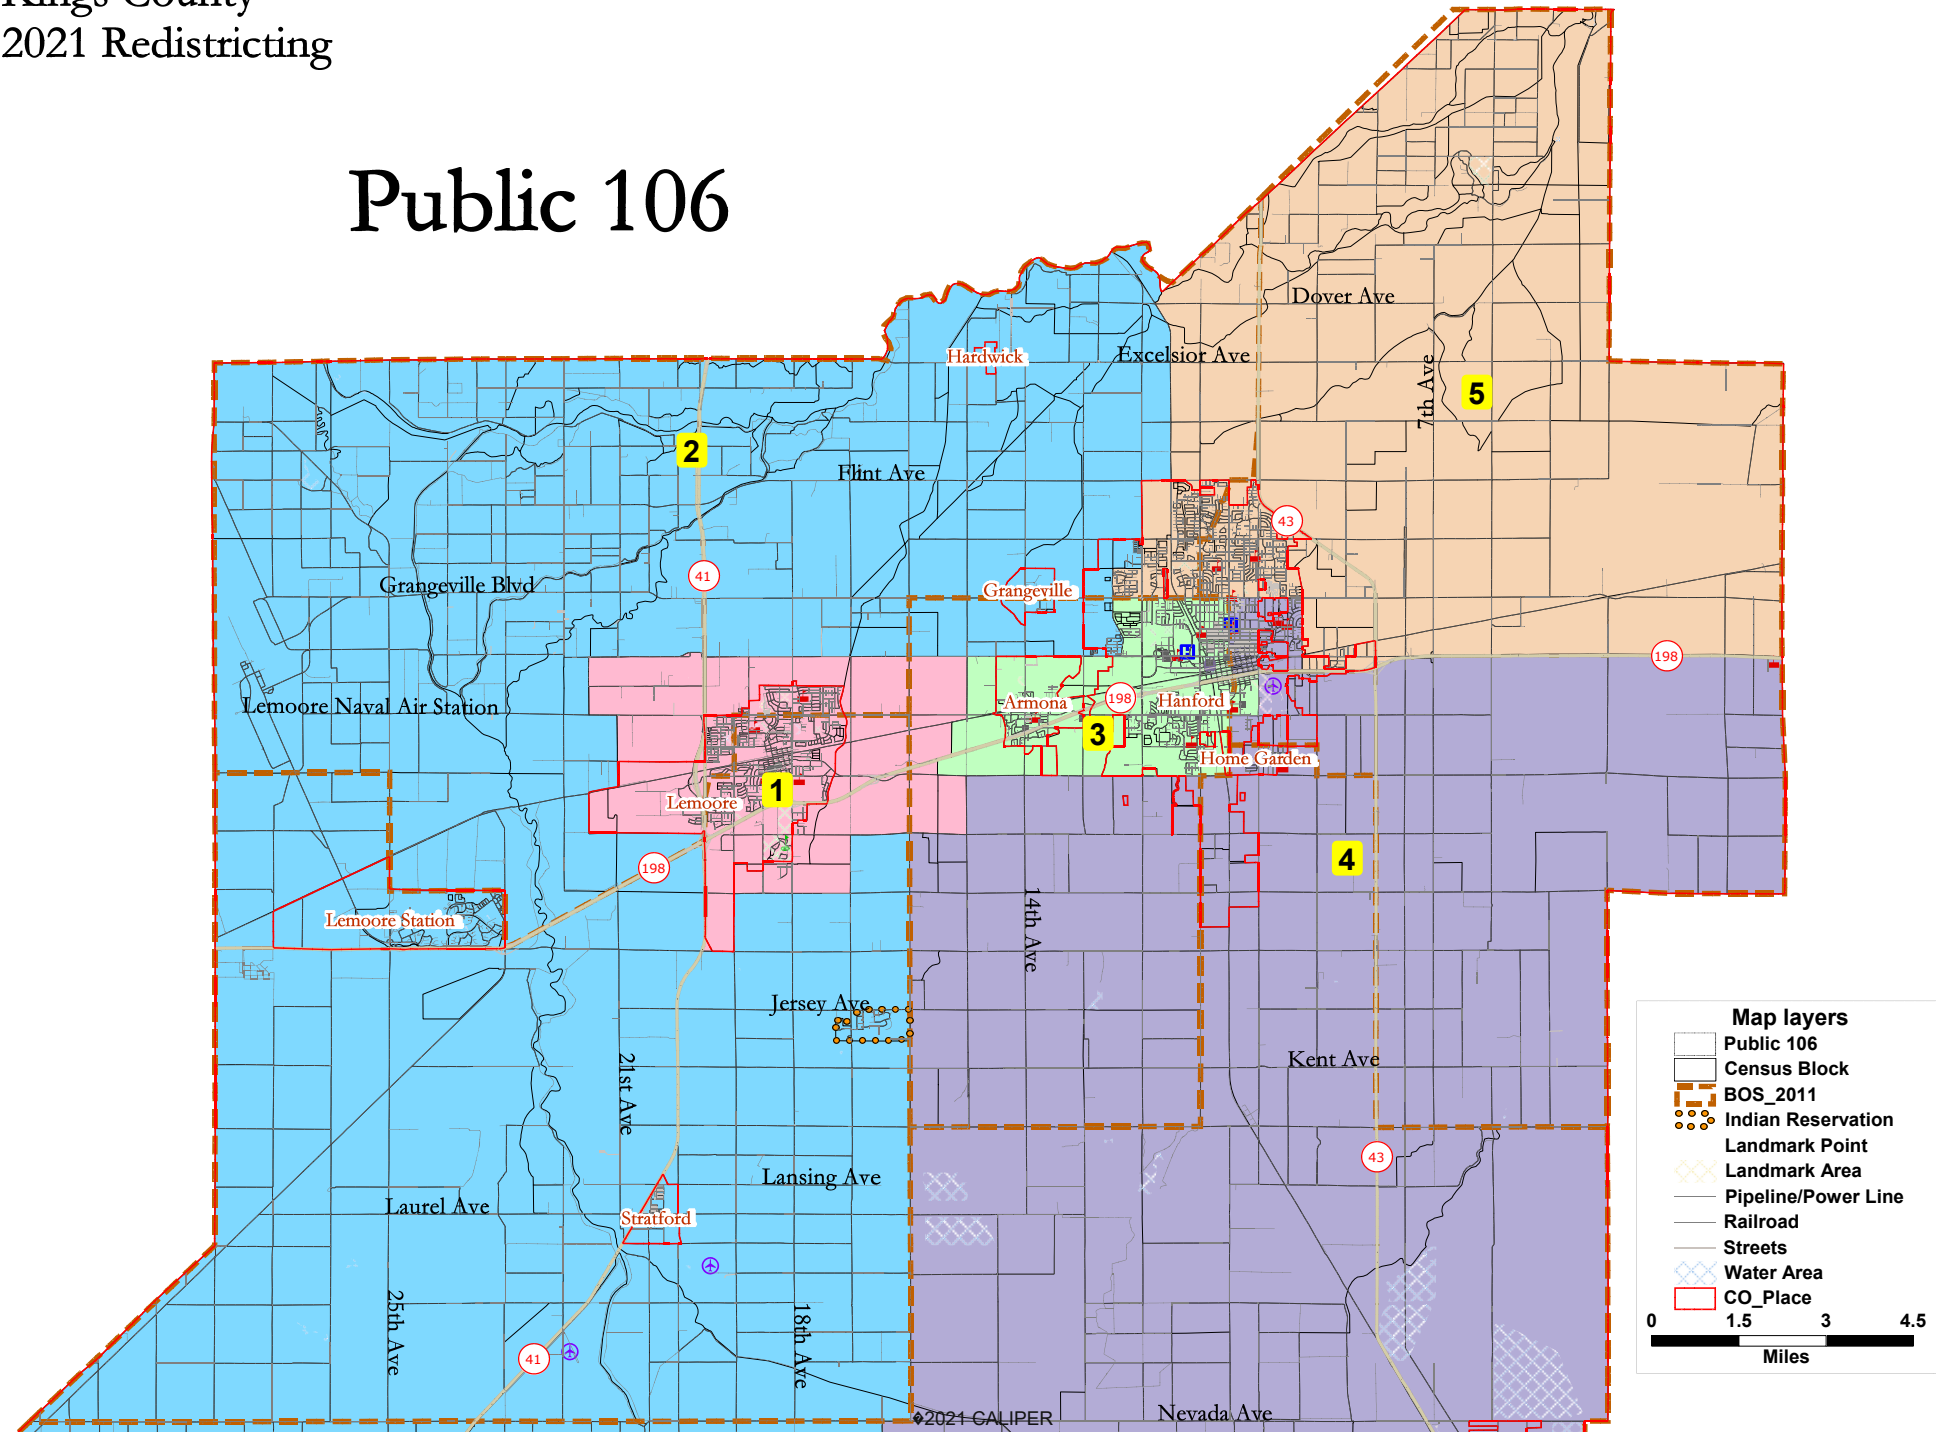 Kings County
2021 Redistricting
Public 106
Dover Ave
Hardwick
Excelsior Ave
7th Ave
5
2
Flint Ave
43
41
Grangeville Blvd
Grangeville
198
Lemoore Naval Air Station
Armona
198
Hanford
3
Home Garden
1
Lemoore
4
198
Lemoore Station
14th Ave
Jersey Ave
21st Ave
Kent Ave
43
Lansing Ave
Laurel Ave
Stratford
25th Ave
18th Ave
41
Nevada Ave
�2021 CALIPER
Map layers
Public 106
Census Block
BOS_2011
Indian Reservation
Landmark Point
Landmark Area
Pipeline/Power Line
Railroad
Streets
Water Area
CO_Place
0 1.5 3 4.5
Miles